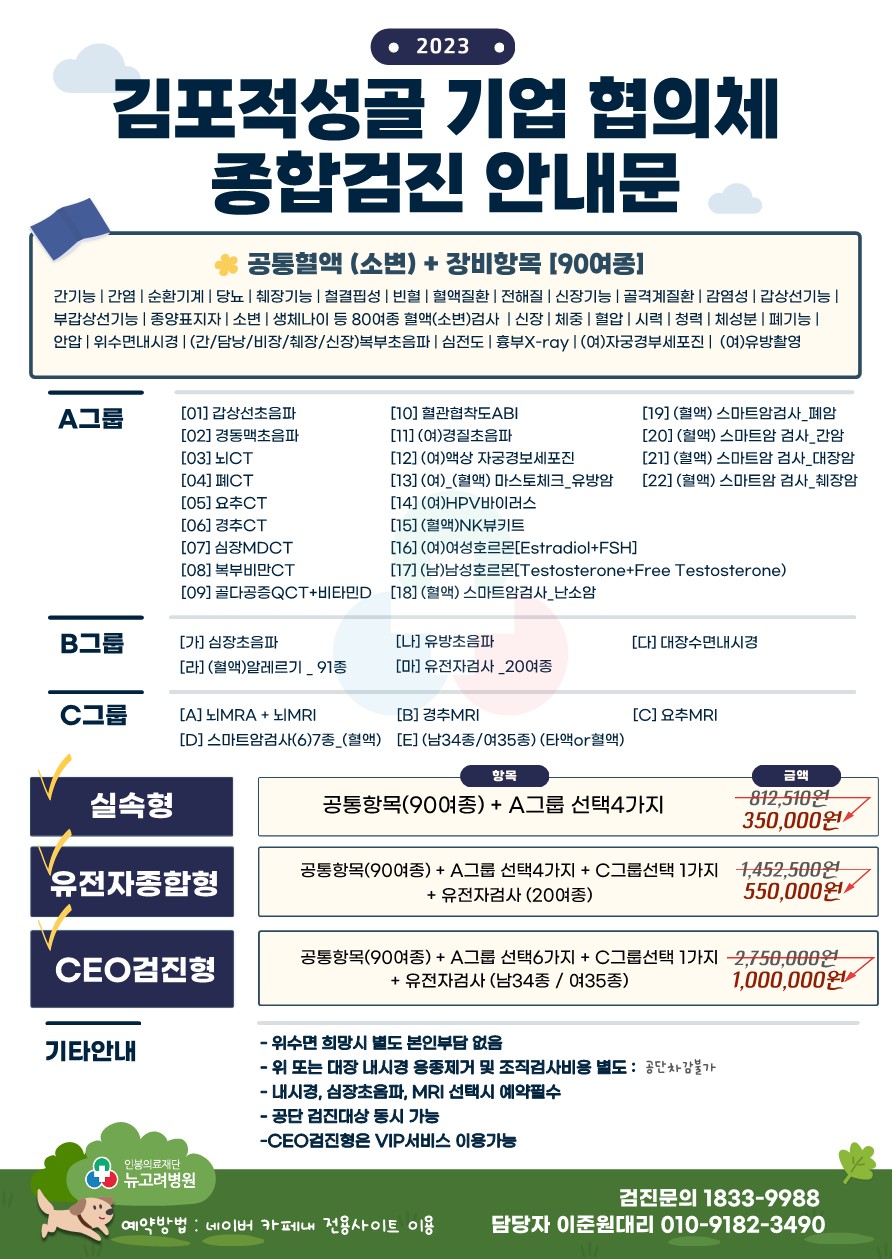 2023
김포적성골 기업 협의체
종합검진 안내문
공통혈액 (소변) + 장비항목 [90여종]
간기능 | 간염 | 순환기계 | 당뇨 | 췌장기능 | 철결핍성 | 빈혈 | 혈액질환 | 전해질 | 신장기능 | 골격계질환 | 감염성 | 갑상선기능 |
부갑상선기능 | 종양표지자 | 소변 | 생체나이 등 80여종 혈액(소변)검사 | 신장 | 체중 | 혈압 | 시력 | 청력 | 체성분 | 폐기능 |
안압 | 위수면내시경 | (간/담낭/비장/췌장/신장)복부초음파 | 심전도 | 흉부X-ray | (여)자궁경부세포진 | (여)유방촬영
A그룹
[01] 갑상선초음파
[02] 경동맥초음파
[03] 뇌CT
[04] 폐CT
[05] 요추CT
[06] 경추CT
[07] 심장MDCT
[08] 복부비만CT
[09] 골다공증QCT+비타민D
[10] 혈관협착도ABI
[11] (여)경질초음파
[12] (여)액상 자궁경보세포진
[13] (여)_(혈액) 마스토체크_유방암
[14] (여)HPV바이러스
[15] (혈액)NK뷰키트
[16] (여)여성호르몬[Estradiol+FSH]
[17] (남)남성호르몬[Testosterone+Free Testosterone)
[18] (혈액) 스마트암검사_난소암
[19] (혈액) 스마트암검사_폐암
[20] (혈액) 스마트암 검사_간암
[21] (혈액) 스마트암 검사_대장암
[22] (혈액) 스마트암 검사_췌장암
B그룹
[가] 심장초음파
[나] 유방초음파
[다] 대장수면내시경
[라] (혈액)알레르기 _ 91종
[마] 유전자검사 _20여종
C그룹
[A] 뇌MRA + 뇌MRI
[B] 경추MRI
[C] 요추MRI
[D] 스마트암검사(6)7종_(혈액)
[E] (남34종/여35종) (타액or혈액)
항목
금액
실속형
공통항목(90여종) + A그룹 선택4가지
812,510원
350,000원
유전자종합형
공통항목(90여종) + A그룹 선택4가지 + C그룹선택 1가지
+ 유전자검사 (20여종)
1,452,500원
550,000원
CEO검진형
공통항목(90여종) + A그룹 선택6가지 + C그룹선택 1가지
+ 유전자검사 (남34종 / 여35종)
2,750,000원
1,000,000원
기타안내
- 위수면 희망시 별도 본인부담 없음
- 위 또는 대장 내시경 용종제거 및 조직검사비용 별도 : 공단차감불가
- 내시경, 심장초음파, MRI 선택시 예약필수
- 공단 검진대상 동시 가능
-CEO검진형은 VIP서비스 이용가능
인봉의료재단
뉴고려병원
예약방법 : 네이버 카페내 전용사이트 이용
검진문의 1833-9988
담당자 이준원대리 010-9182-3490